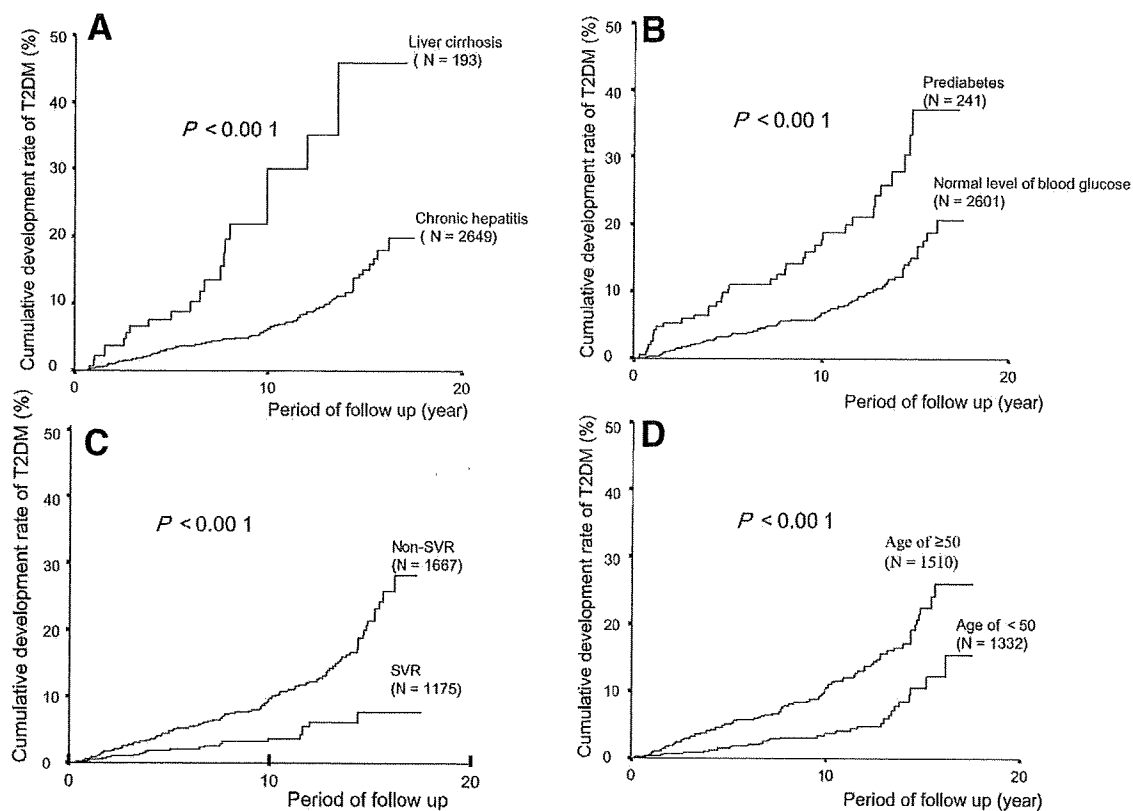 A
Cumulative development rate of T2DM (%)
50
40
30
20
10
0
P < 0.00 1
Liver cirrhosis
( N = 193)
Chronic hepatitis
( N = 2649)
0 10 20
Period of follow up (year)
B
Cumulative development rate of T2DM (%)
50
40
30
20
10
0
P < 0.00 1
Prediabetes
(N = 241)
Normal level of blood glucose
(N = 2601)
0 10 20
Period of follow up (year)
C
Cumulative development rate of T2DM (%)
50
40
30
20
10
0
P < 0.00 1
Non-SVR
(N = 1667)
SVR
(N = 1175)
0 10 20
Period of follow up
D
Cumulative development rate of T2DM (%)
50
40
30
20
10
0
P < 0.00 1
Age of ≥50
(N = 1510)
Age of < 50
(N = 1332)
0 10 20
Period of follow up (year)